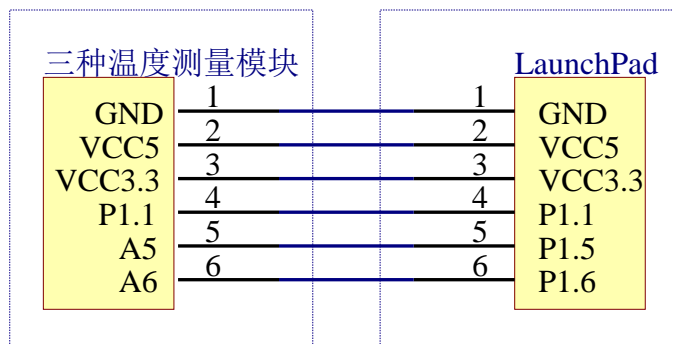 三种温度测量模块 LaunchPad
GND 1 1 GND
VCC5 2 2 VCC5
VCC3.3 3 3 VCC3.3
P1.1 4 4 P1.1
A5 5 5 P1.5
A6 6 6 P1.6